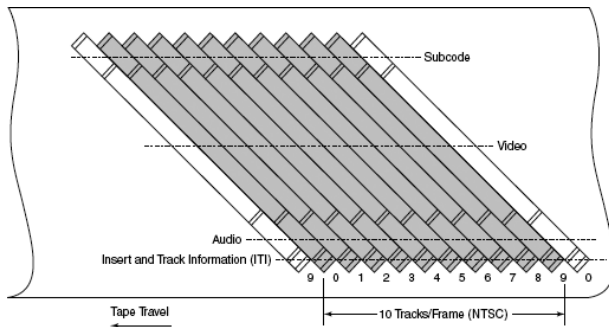 Subcode
Video
Audio
Insert and Track Information (ITI)
9 0 1 2 3 4 5 6 7 8 9 0
Tape Travel
10 Tracks/Frame (NTSC)